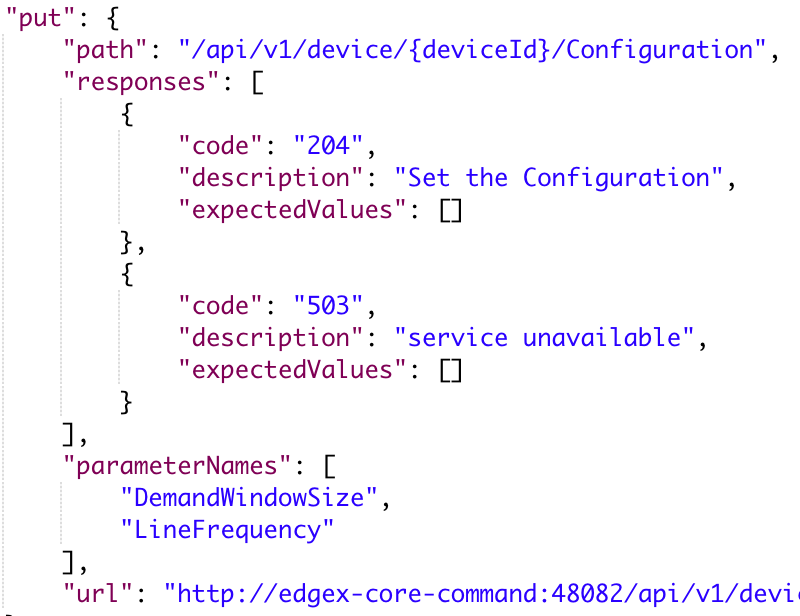 "put": {
    "path": "/api/v1/device/{deviceId}/Configuration",
    "responses": [
        {
            "code": "204",
            "description": "Set the Configuration",
            "expectedValues": []
        },
        {
            "code": "503",
            "description": "service unavailable",
            "expectedValues": []
        }
    ],
    "parameterNames": [
        "DemandWindowSize",
        "LineFrequency"
    ],
    "url": "http://edgex-core-command:48082/api/v1/devic